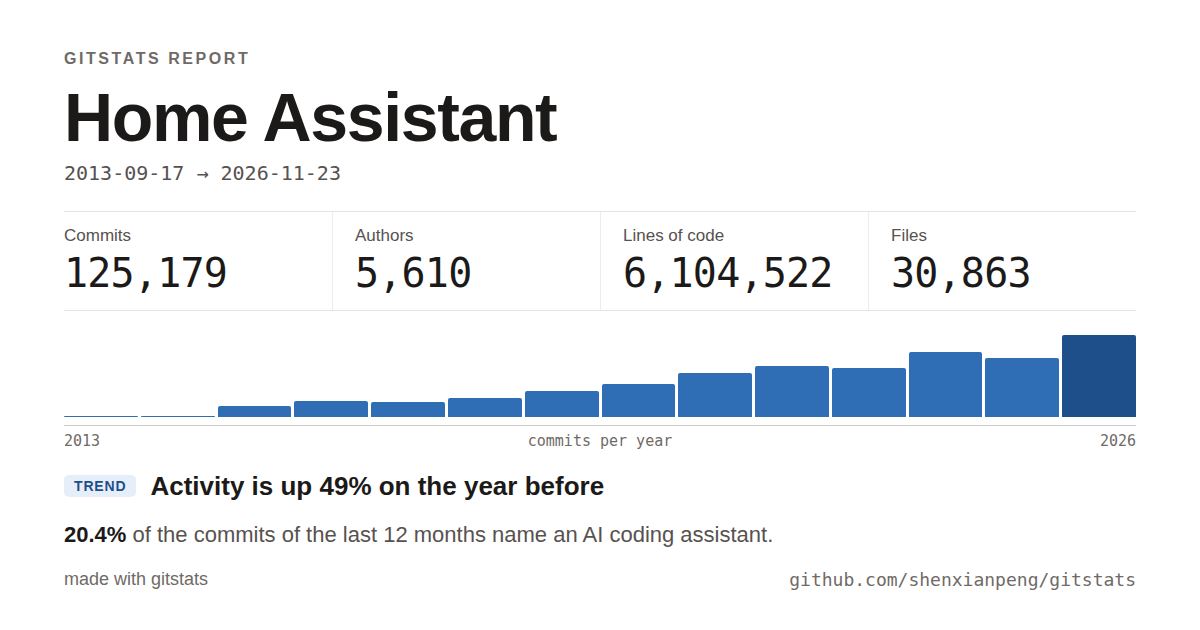 GITSTATS REPORT
Home Assistant
2013-09-17 → 2026-11-23
Commits
125,179
Authors
5,610
Lines of code
6,104,522
Files
30,863
2013
commits per year
2026
TREND Activity is up 49% on the year before
20.4% of the commits of the last 12 months name an AI coding assistant.
made with gitstats
github.com/shenxianpeng/gitstats